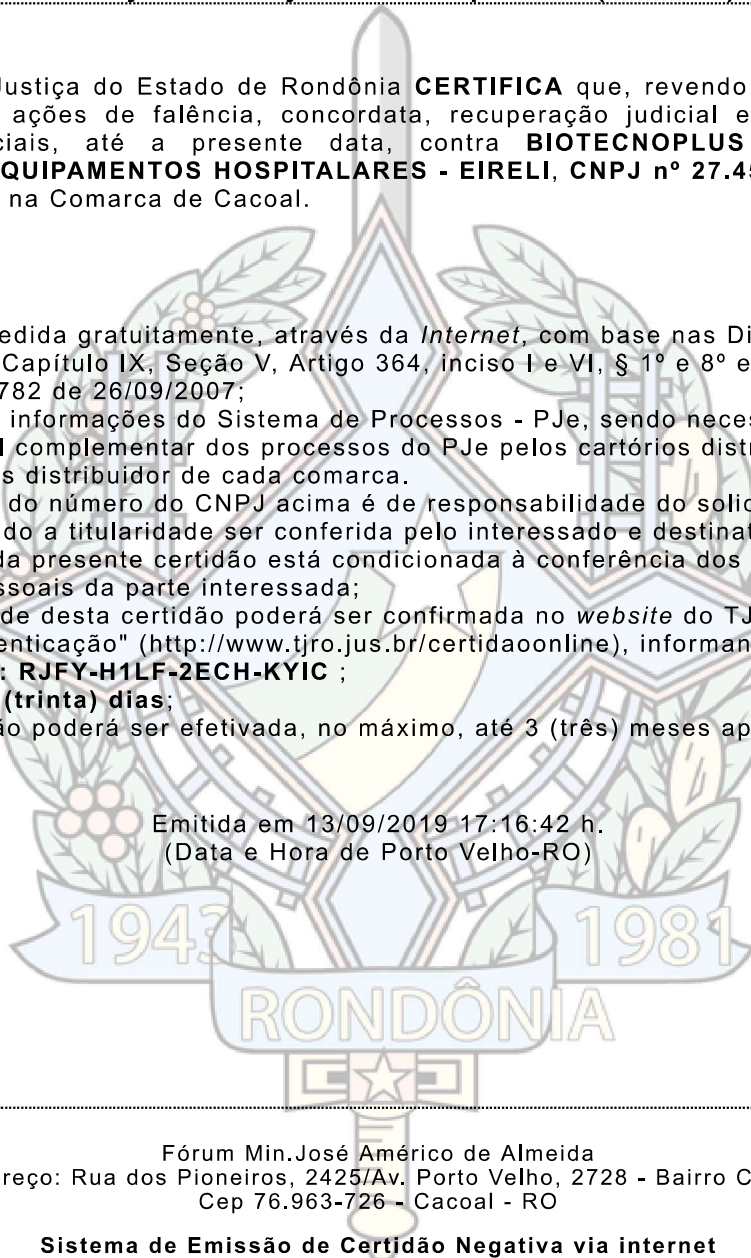 Justiça do Estado de Rondônia CERTIFICA que, revendo
ações de falência, concordata, recuperação judicial e
ciais, até a presente data, contra BIOTECNOPLUS
QUIPAMENTOS HOSPITALARES - EIRELI, CNPJ nº 27.45
na Comarca de Cacoal.
edida gratuitamente, através da Internet, com base nas Di
Capítulo IX, Seção V, Artigo 364, inciso I e VI, § 1º e 8º e
782 de 26/09/2007;
informações do Sistema de Processos - PJe, sendo neces
l complementar dos processos do PJe pelos cartórios distr
s distribuidor de cada comarca.
do número do CNPJ acima é de responsabilidade do solic
do a titularidade ser conferida pelo interessado e destinat
da presente certidão está condicionada à conferência dos
ssoais da parte interessada;
de desta certidão poderá ser confirmada no website do TJ
enticação" (http://www.tjro.jus.br/certidaoonline), informan
: RJFY-H1LF-2ECH-KYIC ;
(trinta) dias;
ão poderá ser efetivada, no máximo, até 3 (três) meses ap
Emitida em 13/09/2019 17:16:42 h.
(Data e Hora de Porto Velho-RO)
1943 1981
RONDÔNIA
Fórum Min.José Américo de Almeida
reço: Rua dos Pioneiros, 2425/Av. Porto Velho, 2728 - Bairro C
Cep 76.963-726 - Cacoal - RO
Sistema de Emissão de Certidão Negativa via internet